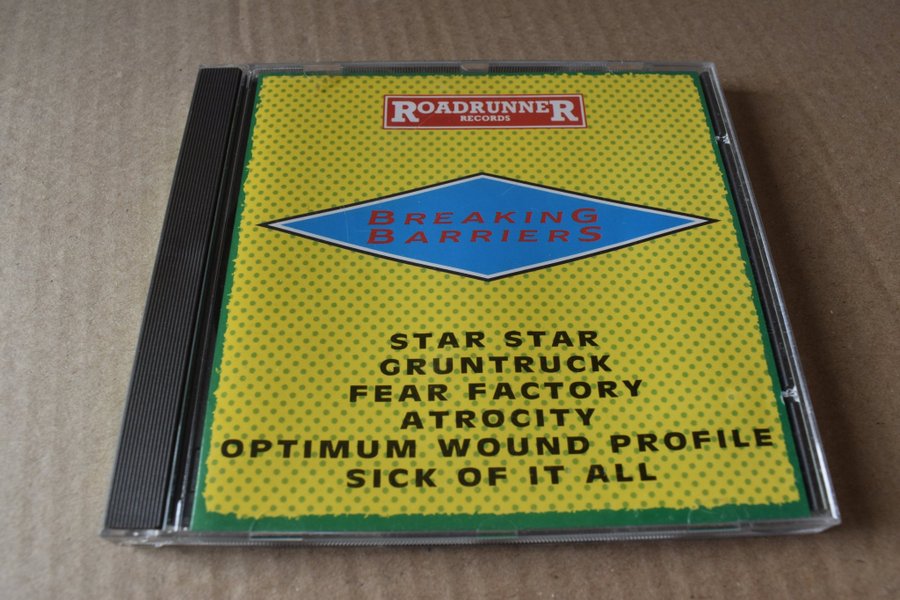 ROADRUNNER
RECORDS
BREAKING
BARRIERS
STAR STAR
GRUNTRUCK
FEAR FACTORY
ATROCITY
OPTIMUM WOUND PROFILE
SICK OF IT ALL